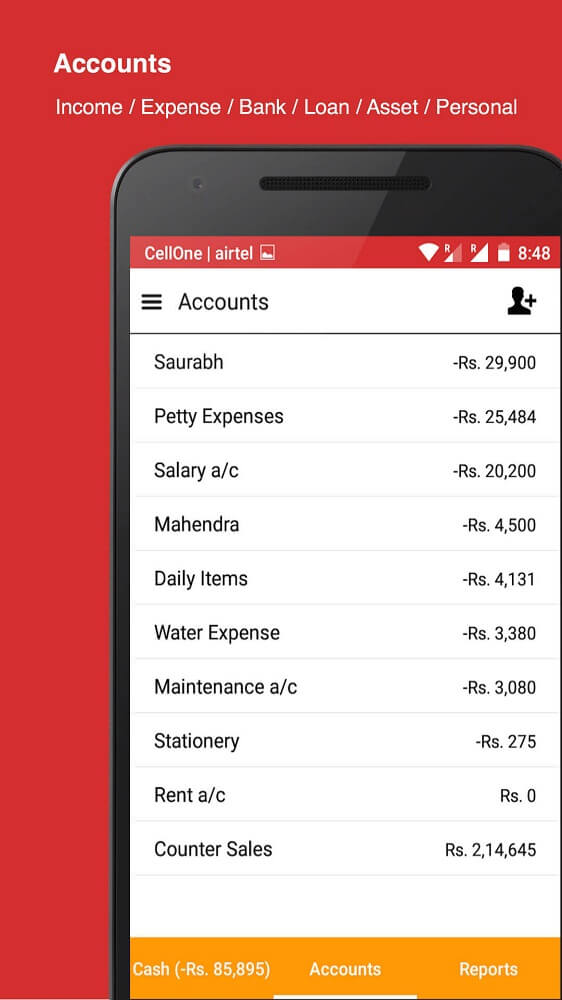 Accounts
Income / Expense / Bank / Loan / Asset / Personal
CellOne | airtel R R 8:48
Accounts
Saurabh -Rs. 29,900
Petty Expenses -Rs. 25,484
Salary a/c -Rs. 20,200
Mahendra -Rs. 4,500
Daily Items -Rs. 4,131
Water Expense -Rs. 3,380
Maintenance a/c -Rs. 3,080
Stationery -Rs. 275
Rent a/c Rs. 0
Counter Sales Rs. 2,14,645
Cash (-Rs. 85,895) Accounts Reports